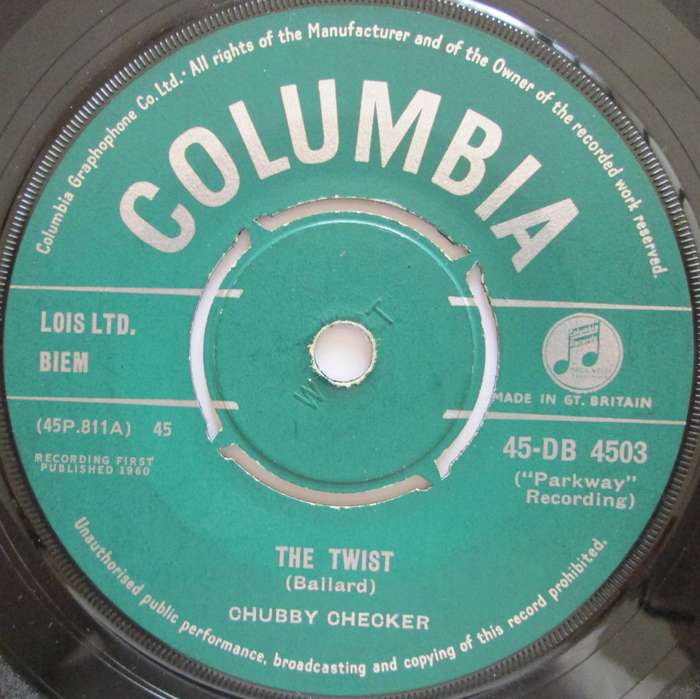 Columbia Graphophone Co. Ltd. · All rights of the Manufacturer and of the Owner of the recorded work reserved.
COLUMBIA
LOIS LTD.
BIEM
MADE IN GT. BRITAIN
(45P.811A) 45
45-DB 4503
RECORDING FIRST
PUBLISHED 1960
("Parkway"
Recording)
THE TWIST
(Ballard)
CHUBBY CHECKER
Unauthorised public performance, broadcasting and copying of this record prohibited.